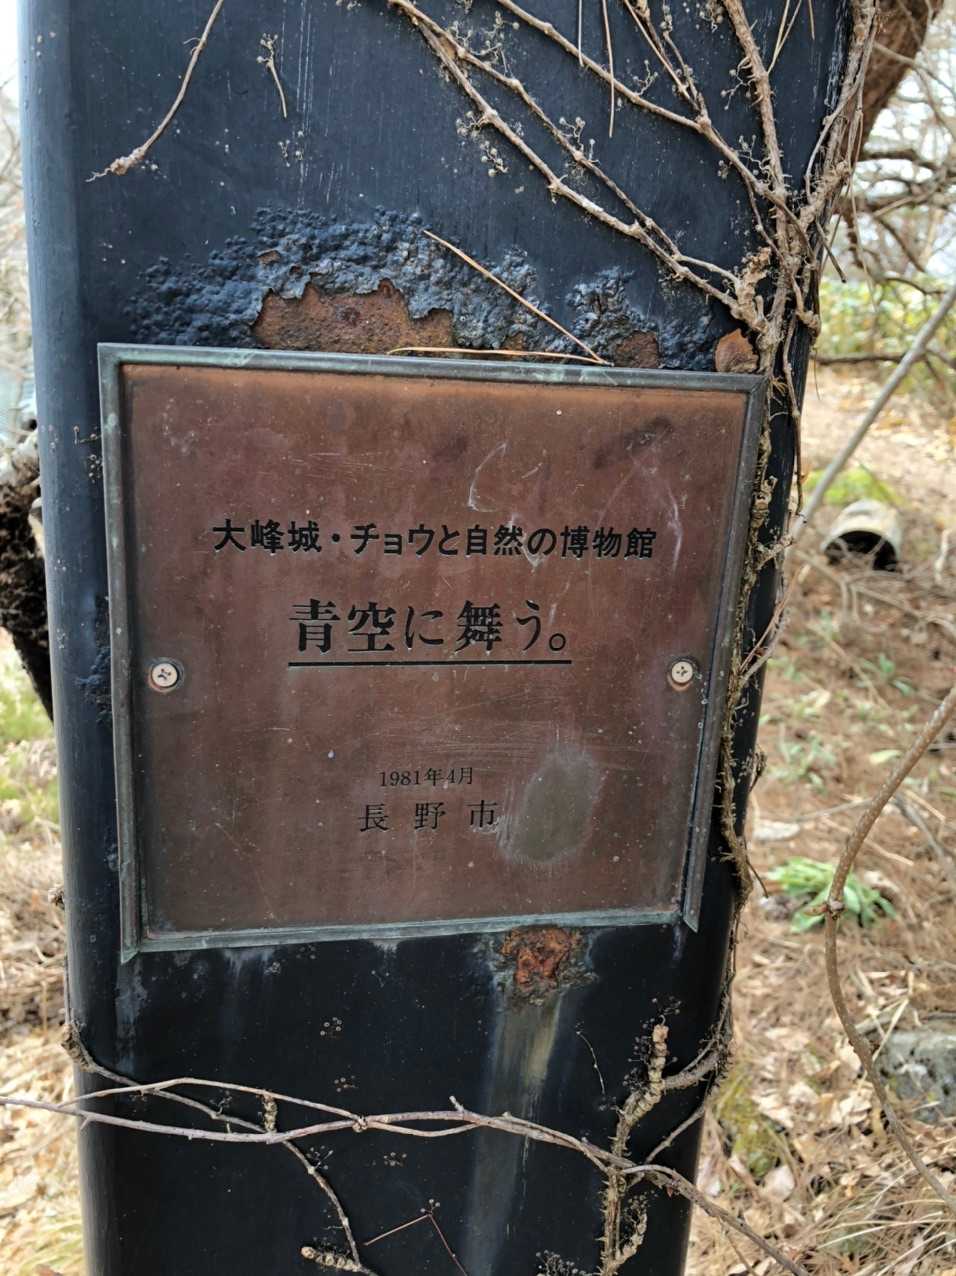 大峰城・チョウと自然の博物館
青空に舞う。
1981年4月
長野市